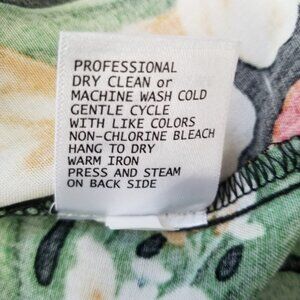 PROFESSIONAL
DRY CLEAN or
MACHINE WASH COLD
GENTLE CYCLE
WITH LIKE COLORS
NON-CHLORINE BLEACH
HANG TO DRY
WARM IRON
PRESS AND STEAM
ON BACK SIDE